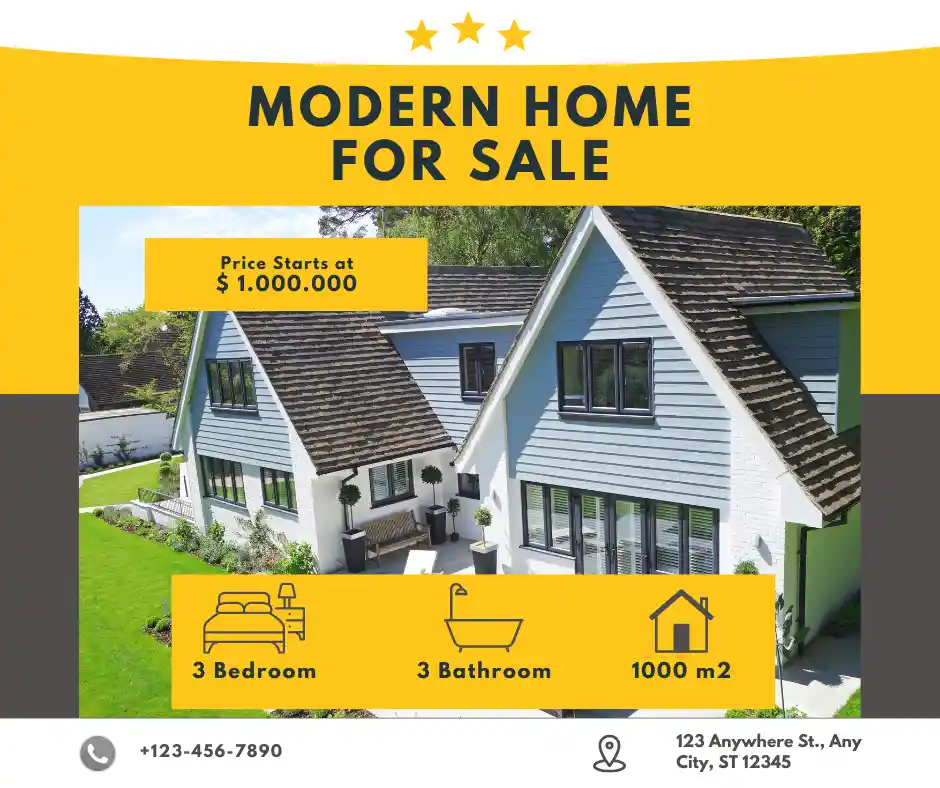 MODERN HOME
FOR SALE
Price Starts at
$ 1.000.000
3 Bedroom
3 Bathroom
1000 m2
+123-456-7890
123 Anywhere St., Any
City, ST 12345